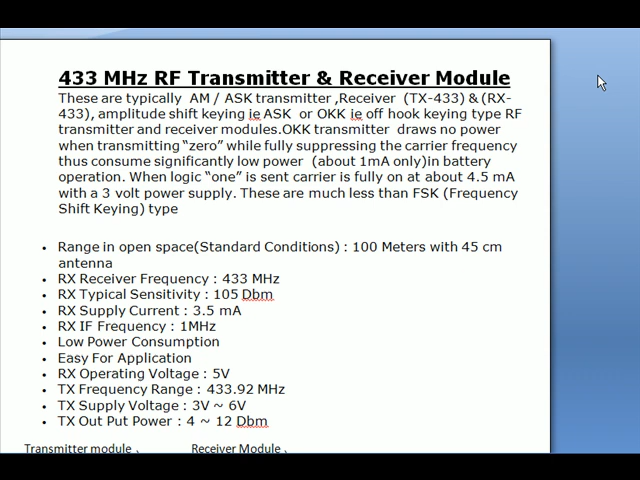 433 MHz RF Transmitter & Receiver Module
These are typically AM / ASK transmitter ,Receiver (TX-433) & (RX-
433), amplitude shift keying ie ASK or OKK ie off hook keying type RF
transmitter and receiver modules.OKK transmitter draws no power
when transmitting “zero” while fully suppressing the carrier frequency
thus consume significantly low power (about 1mA only)in battery
operation. When logic “one” is sent carrier is fully on at about 4.5 mA
with a 3 volt power supply. These are much less than FSK (Frequency
Shift Keying) type
• Range in open space(Standard Conditions) : 100 Meters with 45 cm
antenna
• RX Receiver Frequency : 433 MHz
• RX Typical Sensitivity : 105 Dbm
• RX Supply Current : 3.5 mA
• RX IF Frequency : 1MHz
• Low Power Consumption
• Easy For Application
• RX Operating Voltage : 5V
• TX Frequency Range : 433.92 MHz
• TX Supply Voltage : 3V ~ 6V
• TX Out Put Power : 4 ~ 12 Dbm
Transmitter module 、 Receiver Module 、